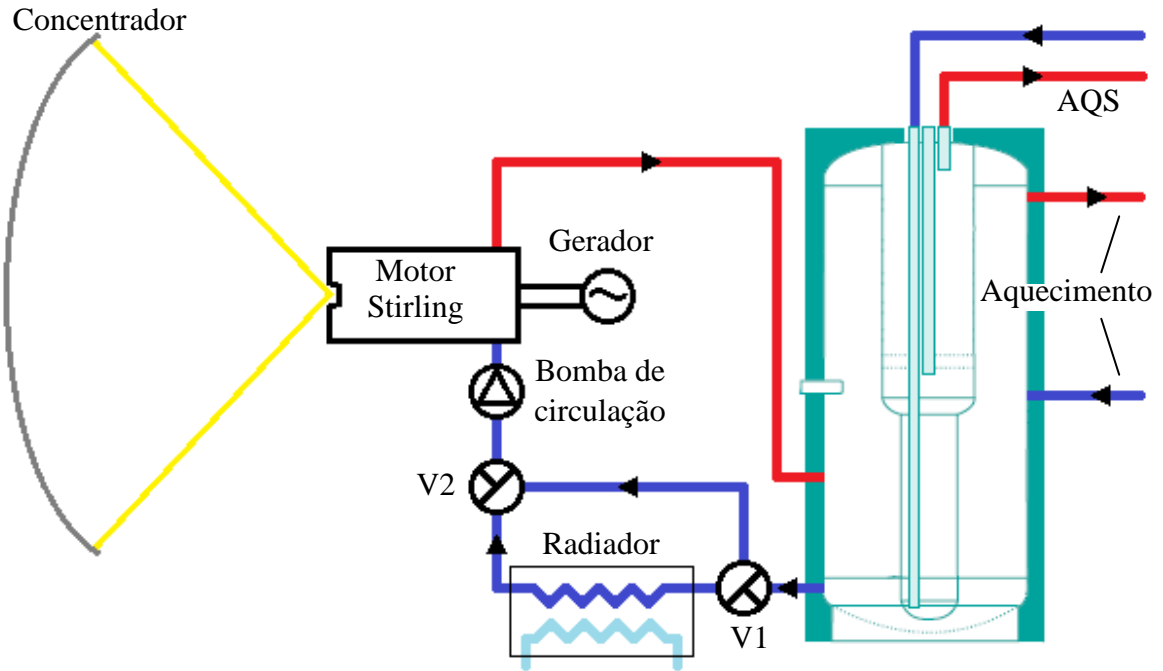 Concentrador
AQS
Gerador
Motor
Stirling
Aquecimento
Bomba de
circulação
V2
Radiador
V1